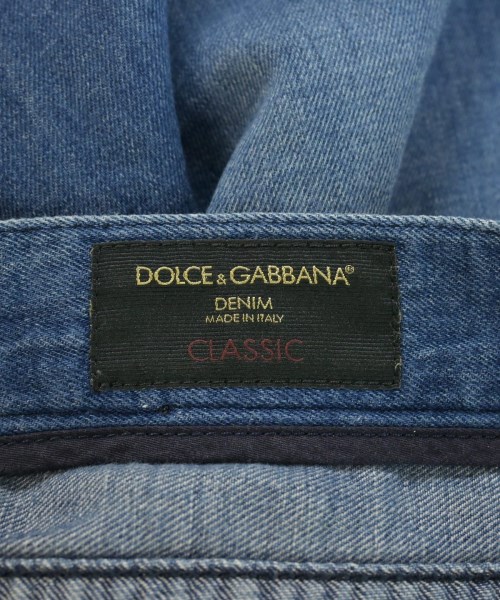 DOLCE & GABBANA®
DENIM
MADE IN ITALY
CLASSIC